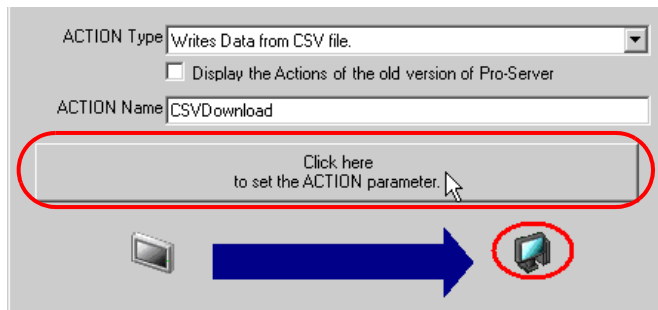 ACTION Type Writes Data from CSV file.
Display the Actions of the old version of Pro-Server
ACTION Name CSVDownload
Click here
to set the ACTION parameter.